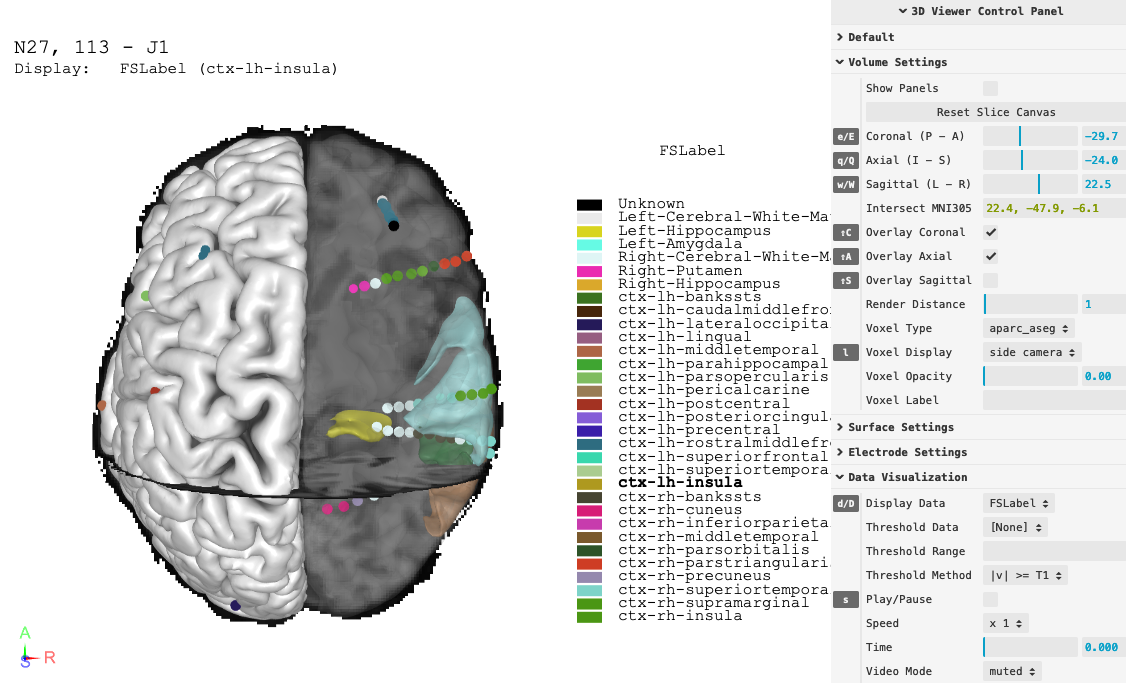 N27, 113 - J1
Display:   FSLabel (ctx-lh-insula)
FSLabel
Unknown
Left-Cerebral-White-Ma
Left-Hippocampus
Left-Amygdala
Right-Cerebral-White-M
Right-Putamen
Right-Hippocampus
ctx-lh-bankssts
ctx-lh-caudalmiddlefro
ctx-lh-lateraloccipita
ctx-lh-lingual
ctx-lh-middletemporal
ctx-lh-parahippocampal
ctx-lh-parsopercularis
ctx-lh-pericalcarine
ctx-lh-postcentral
ctx-lh-posteriorcingul
ctx-lh-precentral
ctx-lh-rostralmiddlefr
ctx-lh-superiorfrontal
ctx-lh-superiortempora
ctx-lh-insula
ctx-rh-bankssts
ctx-rh-cuneus
ctx-rh-inferiorparieta
ctx-rh-middletemporal
ctx-rh-parsorbitalis
ctx-rh-parstriangulari
ctx-rh-precuneus
ctx-rh-superiortempora
ctx-rh-supramarginal
ctx-rh-insula
A
S
R
3D Viewer Control Panel
Default
Volume Settings
Show Panels
Reset Slice Canvas
e/E Coronal (P - A) -29.7
q/Q Axial (I - S) -24.0
w/W Sagittal (L - R) 22.5
Intersect MNI305 22.4, -47.9, -6.1
↑C Overlay Coronal
↑A Overlay Axial
↑S Overlay Sagittal
Render Distance 1
Voxel Type aparc_aseg
l Voxel Display side camera
Voxel Opacity 0.00
Voxel Label
Surface Settings
Electrode Settings
Data Visualization
d/D Display Data FSLabel
Threshold Data [None]
Threshold Range
Threshold Method |v| >= T1
s Play/Pause
Speed x 1
Time 0.000
Video Mode muted